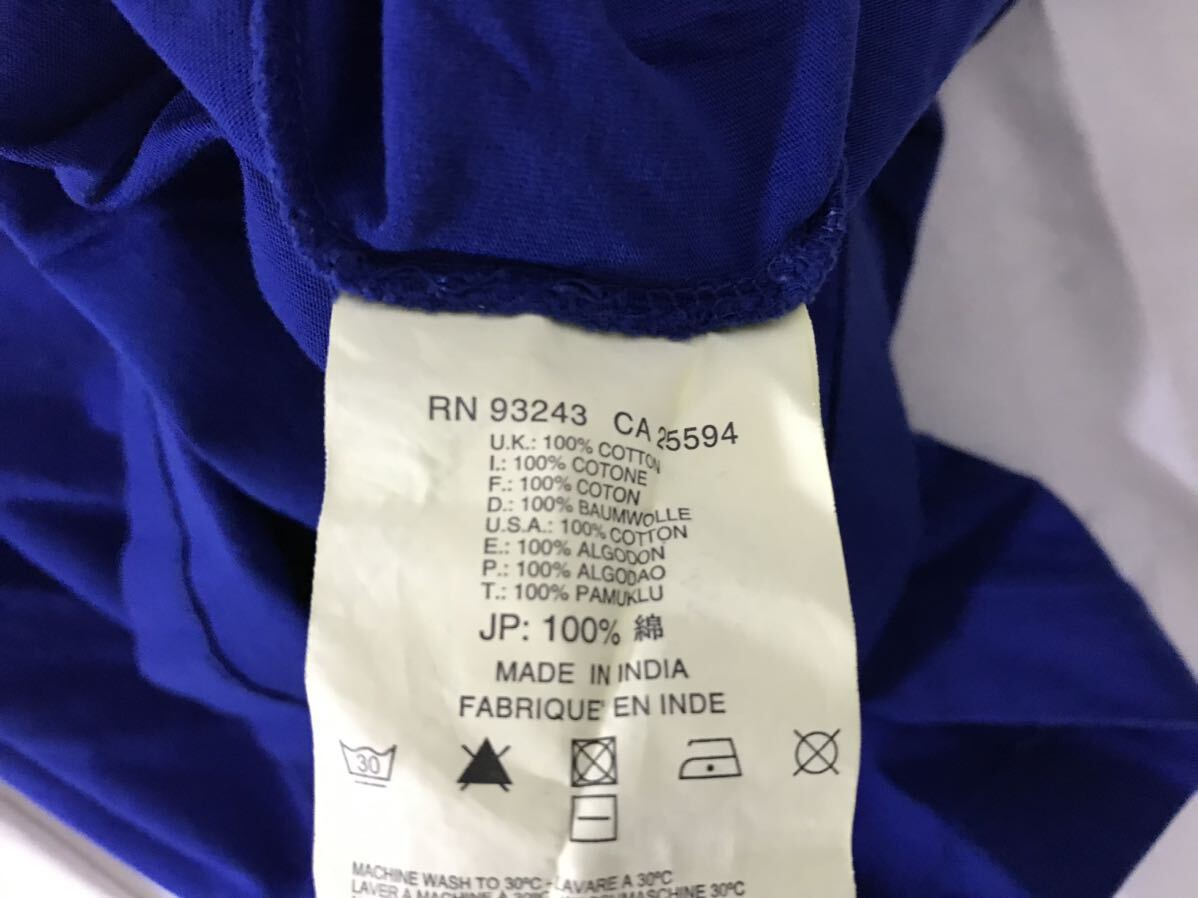 RN 93243 CA 25594
U.K.: 100% COTTON
I.: 100% COTONE
F.: 100% COTON
D.: 100% BAUMWOLLE
U.S.A.: 100% COTTON
E.: 100% ALGODON
P.: 100% ALGODAO
T.: 100% PAMUKLU
JP: 100% 綿
MADE IN INDIA
FABRIQUE' EN INDE
30
MACHINE WASH TO 30°C - LAVARE A 30°C
LAVER A MACHINE A 30°C